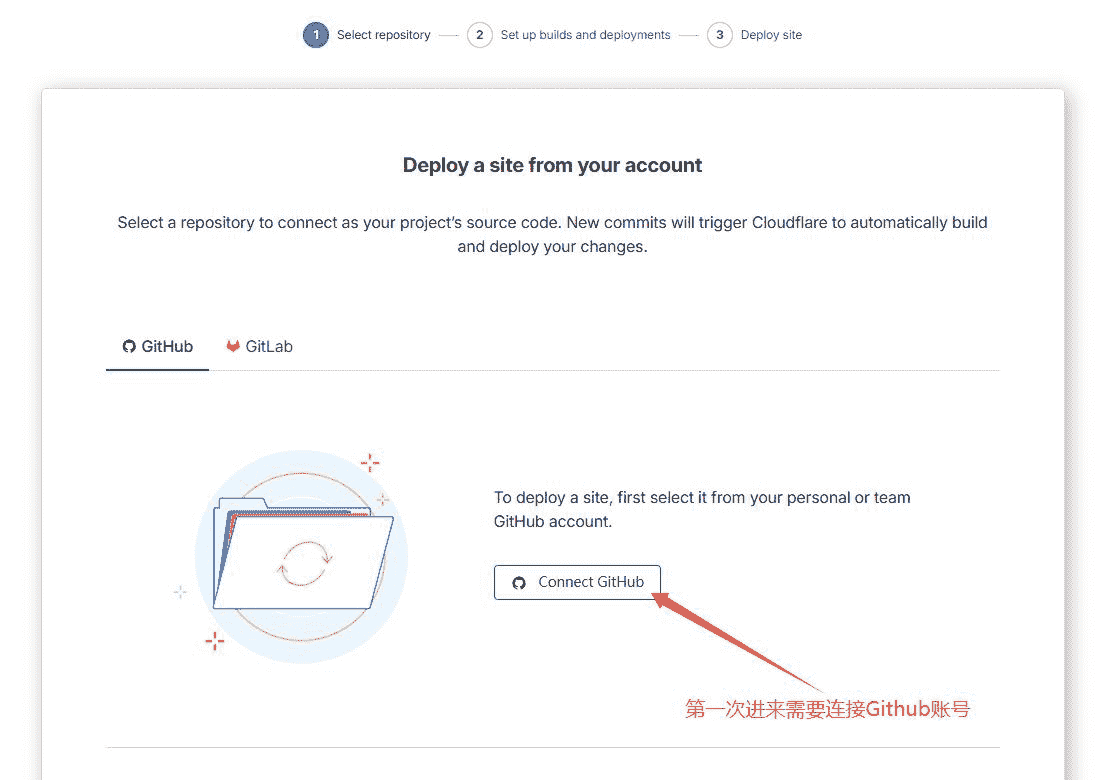 1 Select repository 2 Set up builds and deployments 3 Deploy site
Deploy a site from your account
Select a repository to connect as your project’s source code. New commits will trigger Cloudflare to automatically build
and deploy your changes.
GitHub GitLab
To deploy a site, first select it from your personal or team
GitHub account.
Connect GitHub
第一次进来需要连接Github账号